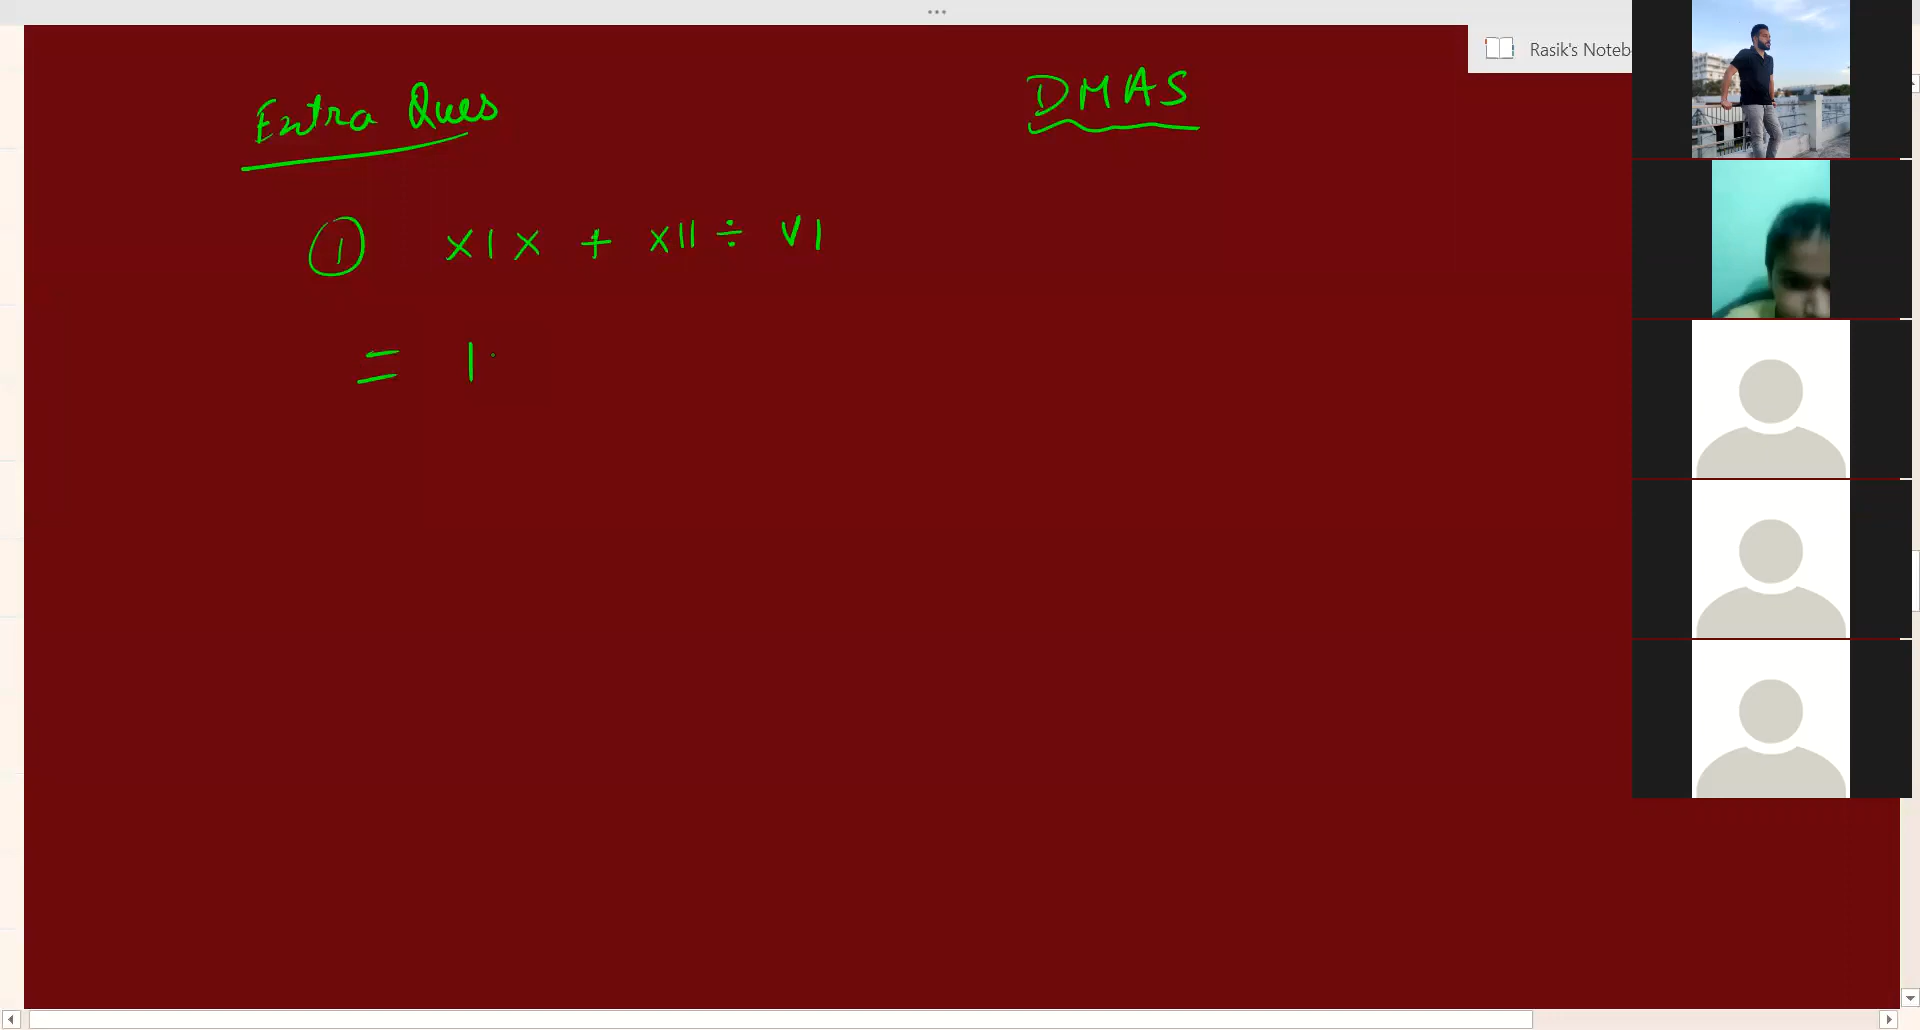 Rasik's Noteb
Extra Ques
DMAS
① XIX + XII ÷ VI
= 1